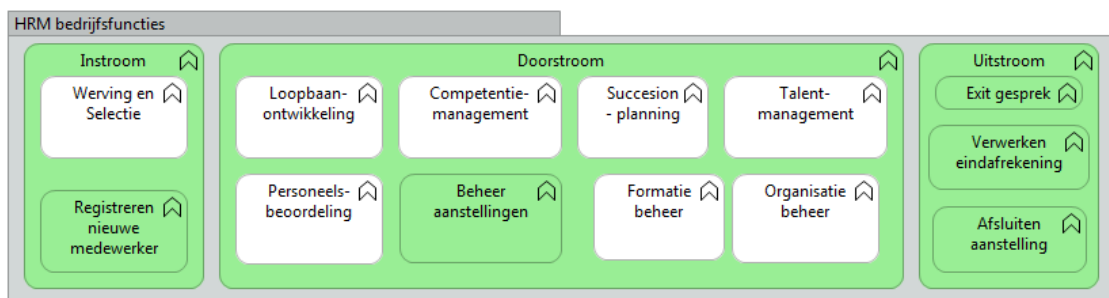 HRM bedrijfsfuncties
Instroom
Werving en
Selectie
Registreren
nieuwe
medewerker
Doorstroom
Loopbaan-
ontwikkeling
Competentie-
management
Succesion
- planning
Talent-
management
Personeels-
beoordeling
Beheer
aanstellingen
Formatie
beheer
Organisatie
beheer
Uitstroom
Exit gesprek
Verwerken
eindafrekening
Afsluiten
aanstelling